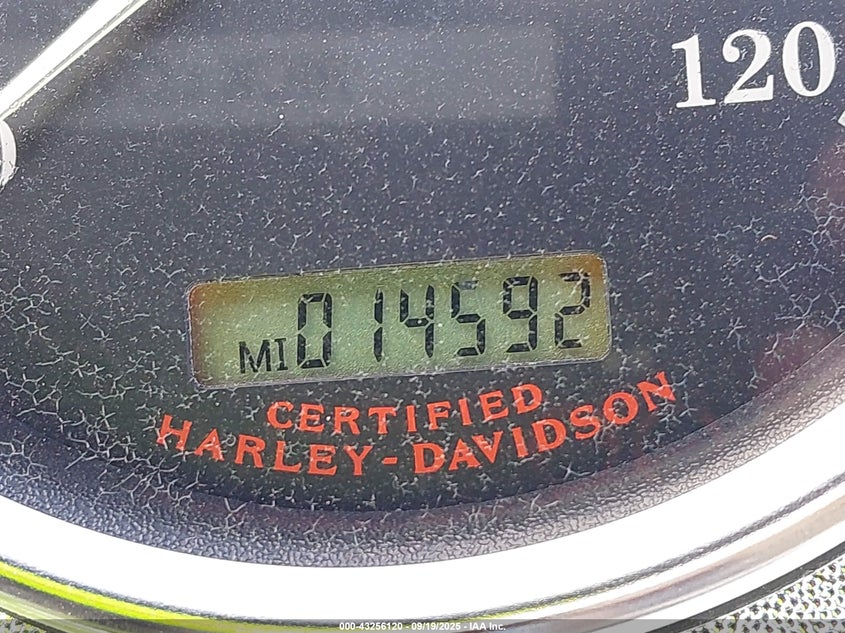 120
MI 014592
CERTIFIED
HARLEY-DAVIDSON
000-43256120 - 09/19/2025 - IAA Inc.